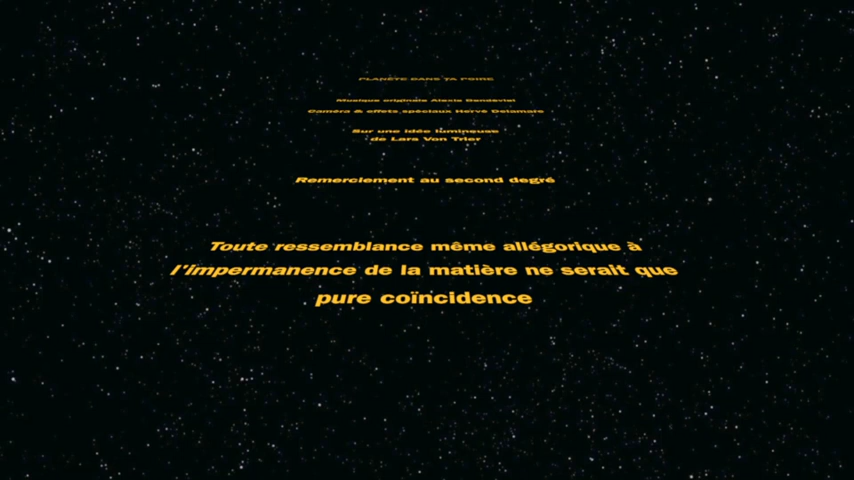 PLANÈTE DANS TA POIRE
Musique originale Alexis Dendéviel
Caméra & effets spéciaux Hervé Delamare
Sur une idée lumineuse
de Lars Von Trier
Remerciement au second degré
Toute ressemblance même allégorique à
l'impermanence de la matière ne serait que
pure coïncidence